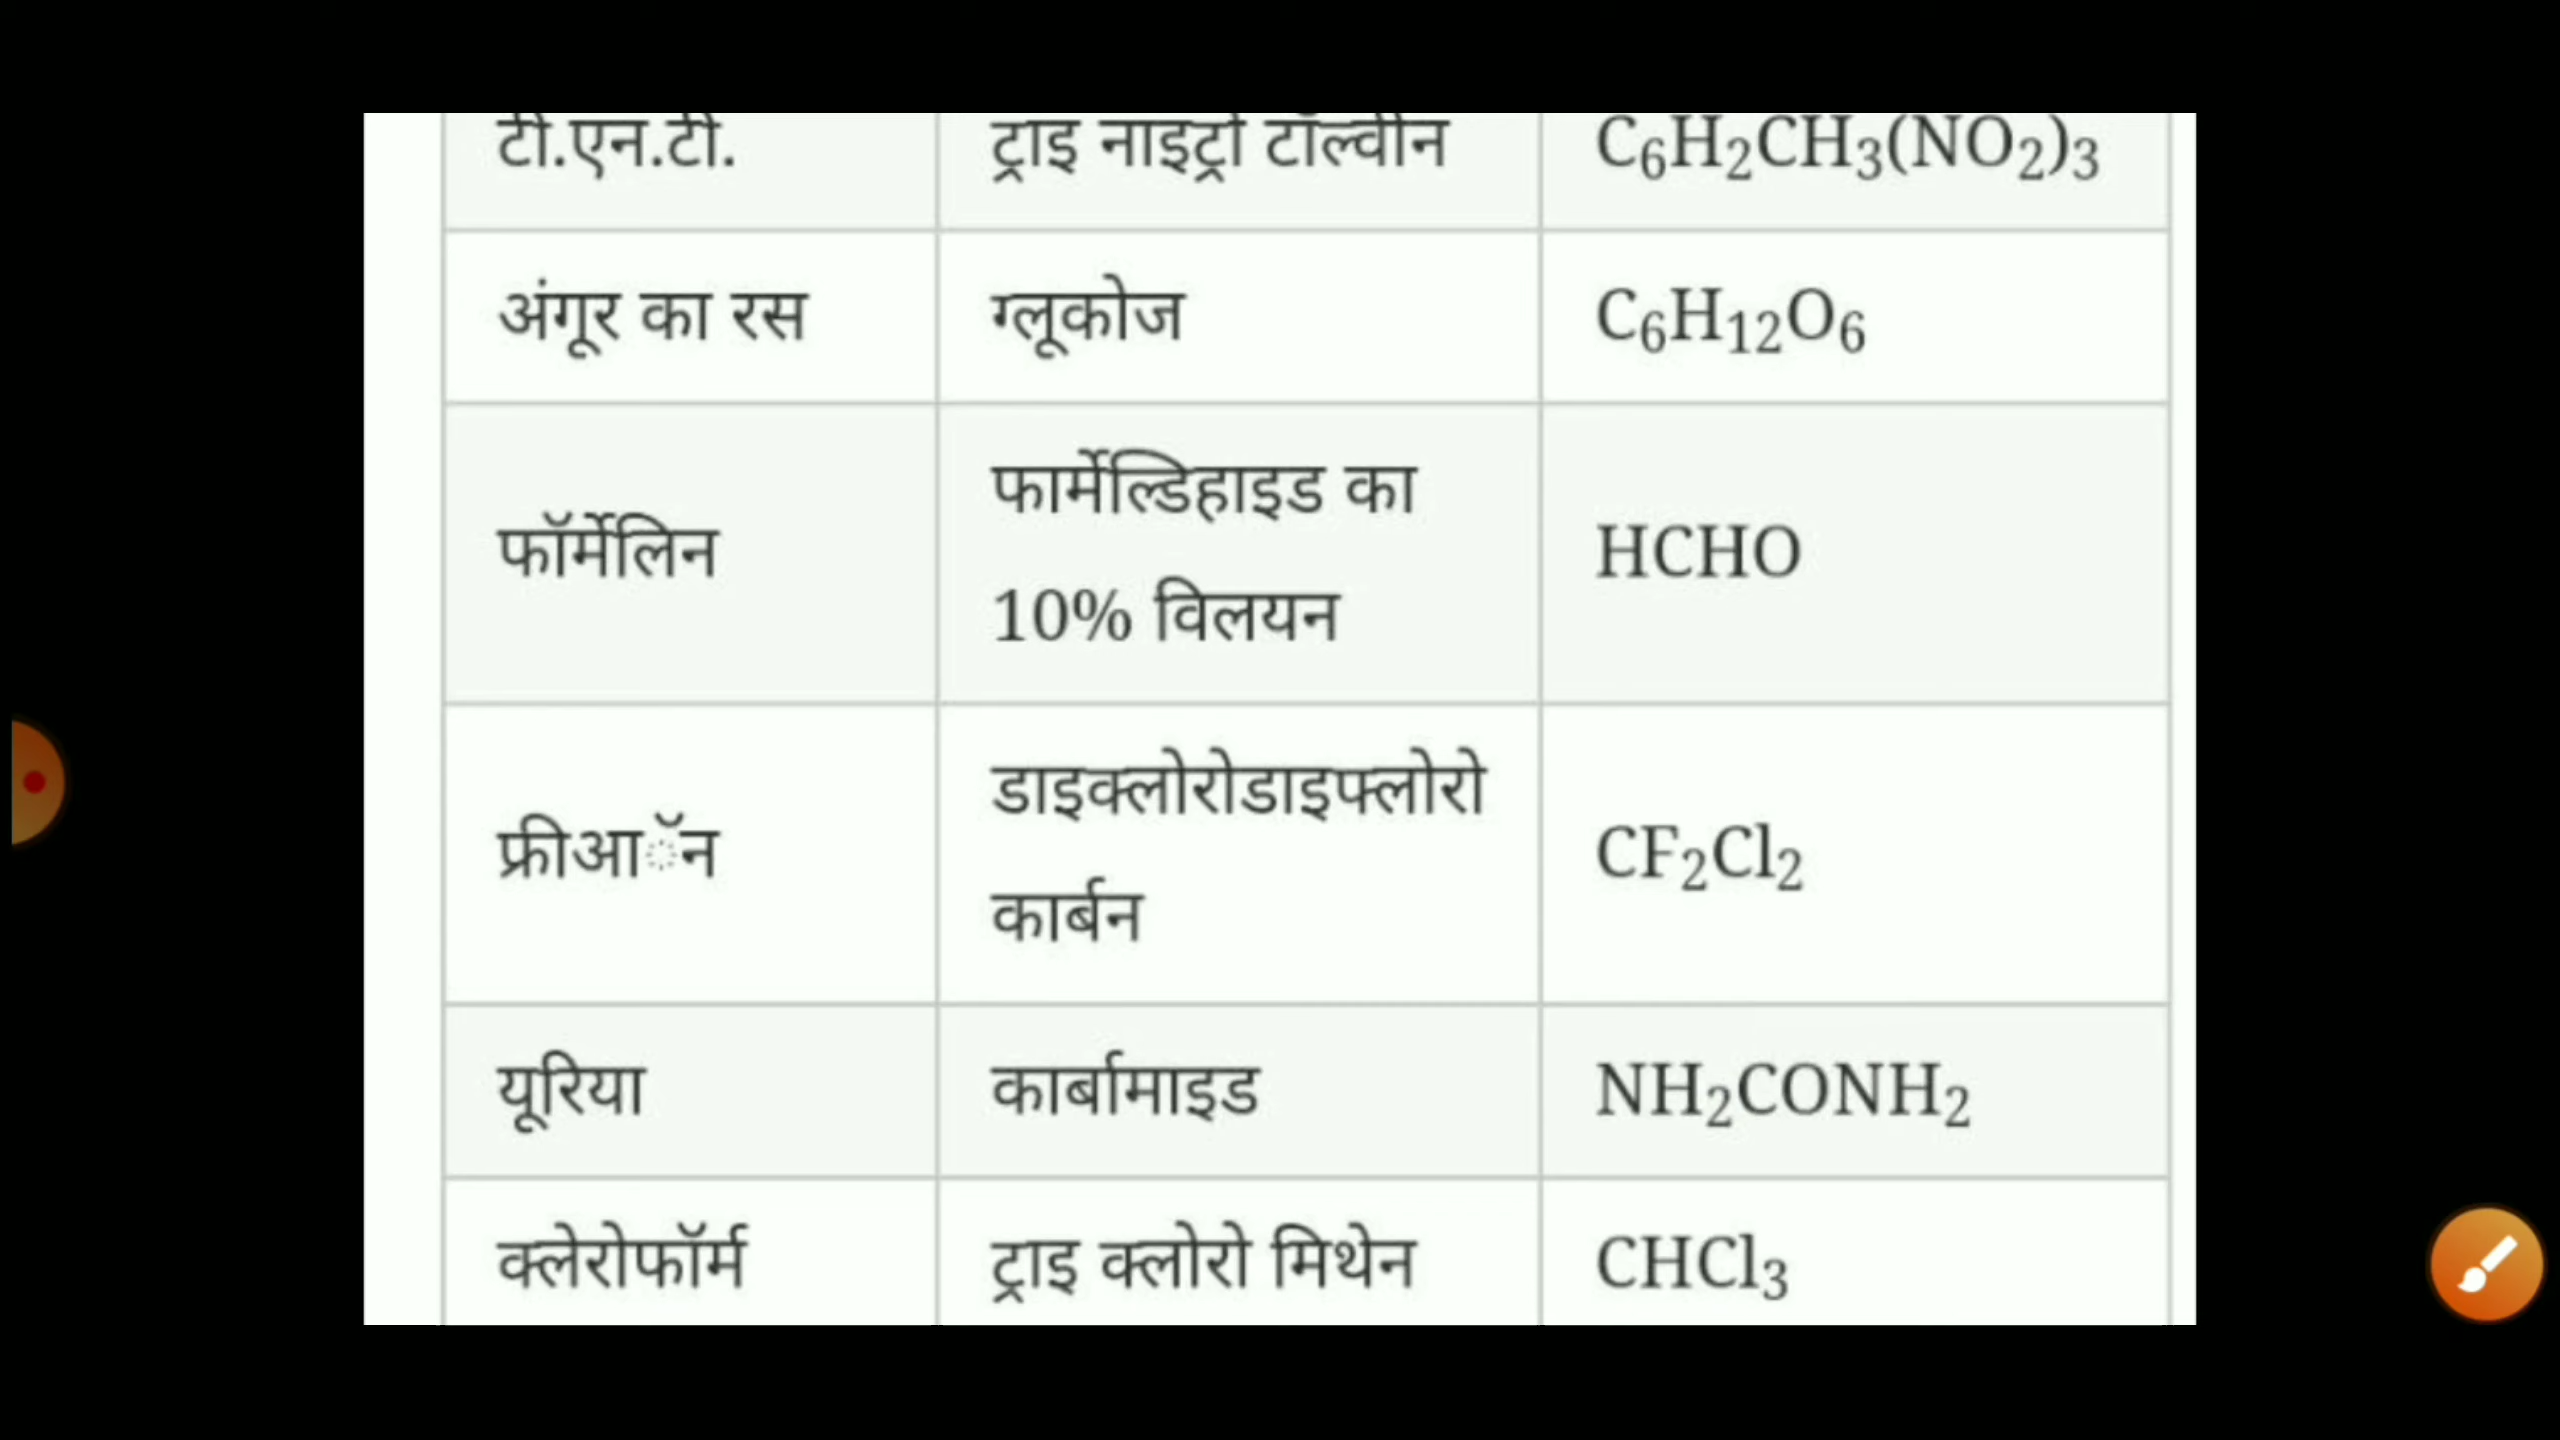 टी.एन.टी. ट्राइ नाइट्रो टॉल्वीन C₆H₂CH₃(NO₂)₃
अंगूर का रस ग्लूकोज C₆H₁₂O₆
फॉर्मेलिन फार्मेल्डिहाइड का 10% विलयन HCHO
फ्रीआॅन डाइक्लोरोडाइफ्लोरो कार्बन CF₂Cl₂
यूरिया कार्बामाइड NH₂CONH₂
क्लेरोफॉर्म ट्राइ क्लोरो मिथेन CHCl₃